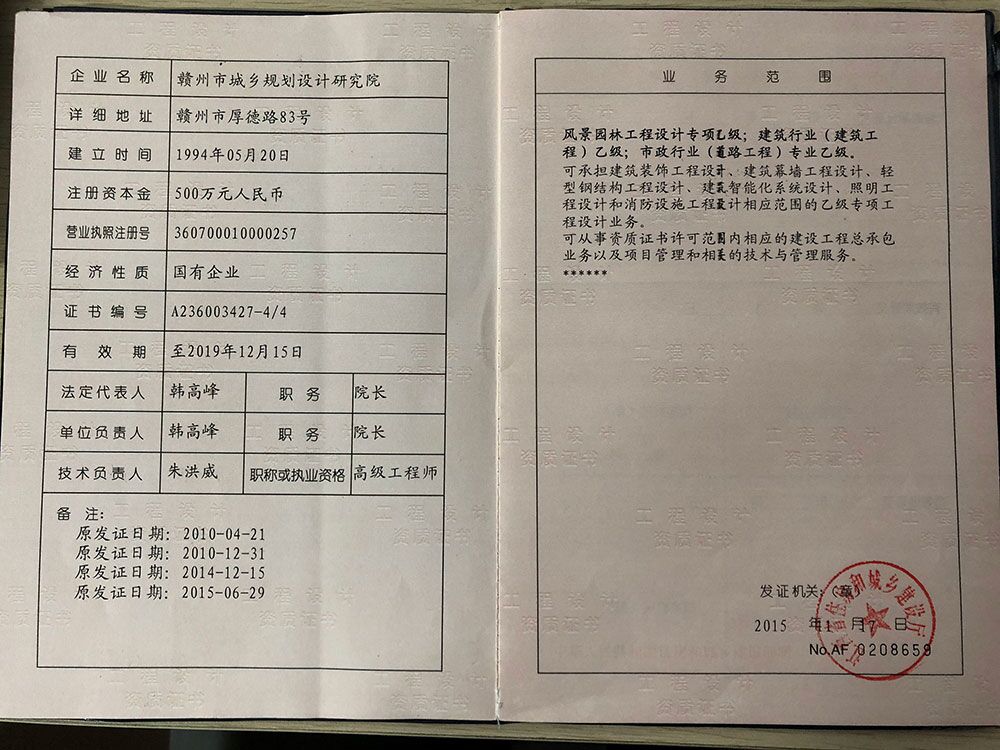 企业名称 赣州市城乡规划设计研究院
详细地址 赣州市厚德路83号
建立时间 1994年05月20日
注册资本金 500万元人民币
营业执照注册号 360700010000257
经济性质 国有企业
证书编号 A236003427-4/4
有效期 至2019年12月15日
法定代表人 韩高峰 职务 院长
单位负责人 韩高峰 职务 院长
技术负责人 朱洪威 职称或执业资格 高级工程师
备注:
原发证日期: 2010-04-21
原发证日期: 2010-12-31
原发证日期: 2014-12-15
原发证日期: 2015-06-29
业务范围
风景园林工程设计专项乙级；建筑行业（建筑工
程）乙级；市政行业（道路工程）专业乙级。
可承担建筑装饰工程设计、建筑幕墙工程设计、轻
型钢结构工程设计、建筑智能化系统设计、照明工
程设计和消防设施工程设计相应范围的乙级专项工
程设计业务。
可从事资质证书许可范围内相应的建设工程总承包
业务以及项目管理和相关的技术与管理服务。
******
发证机关:（章）
2015 年 月 日
No.AF 0208659
工程设计
资质证书